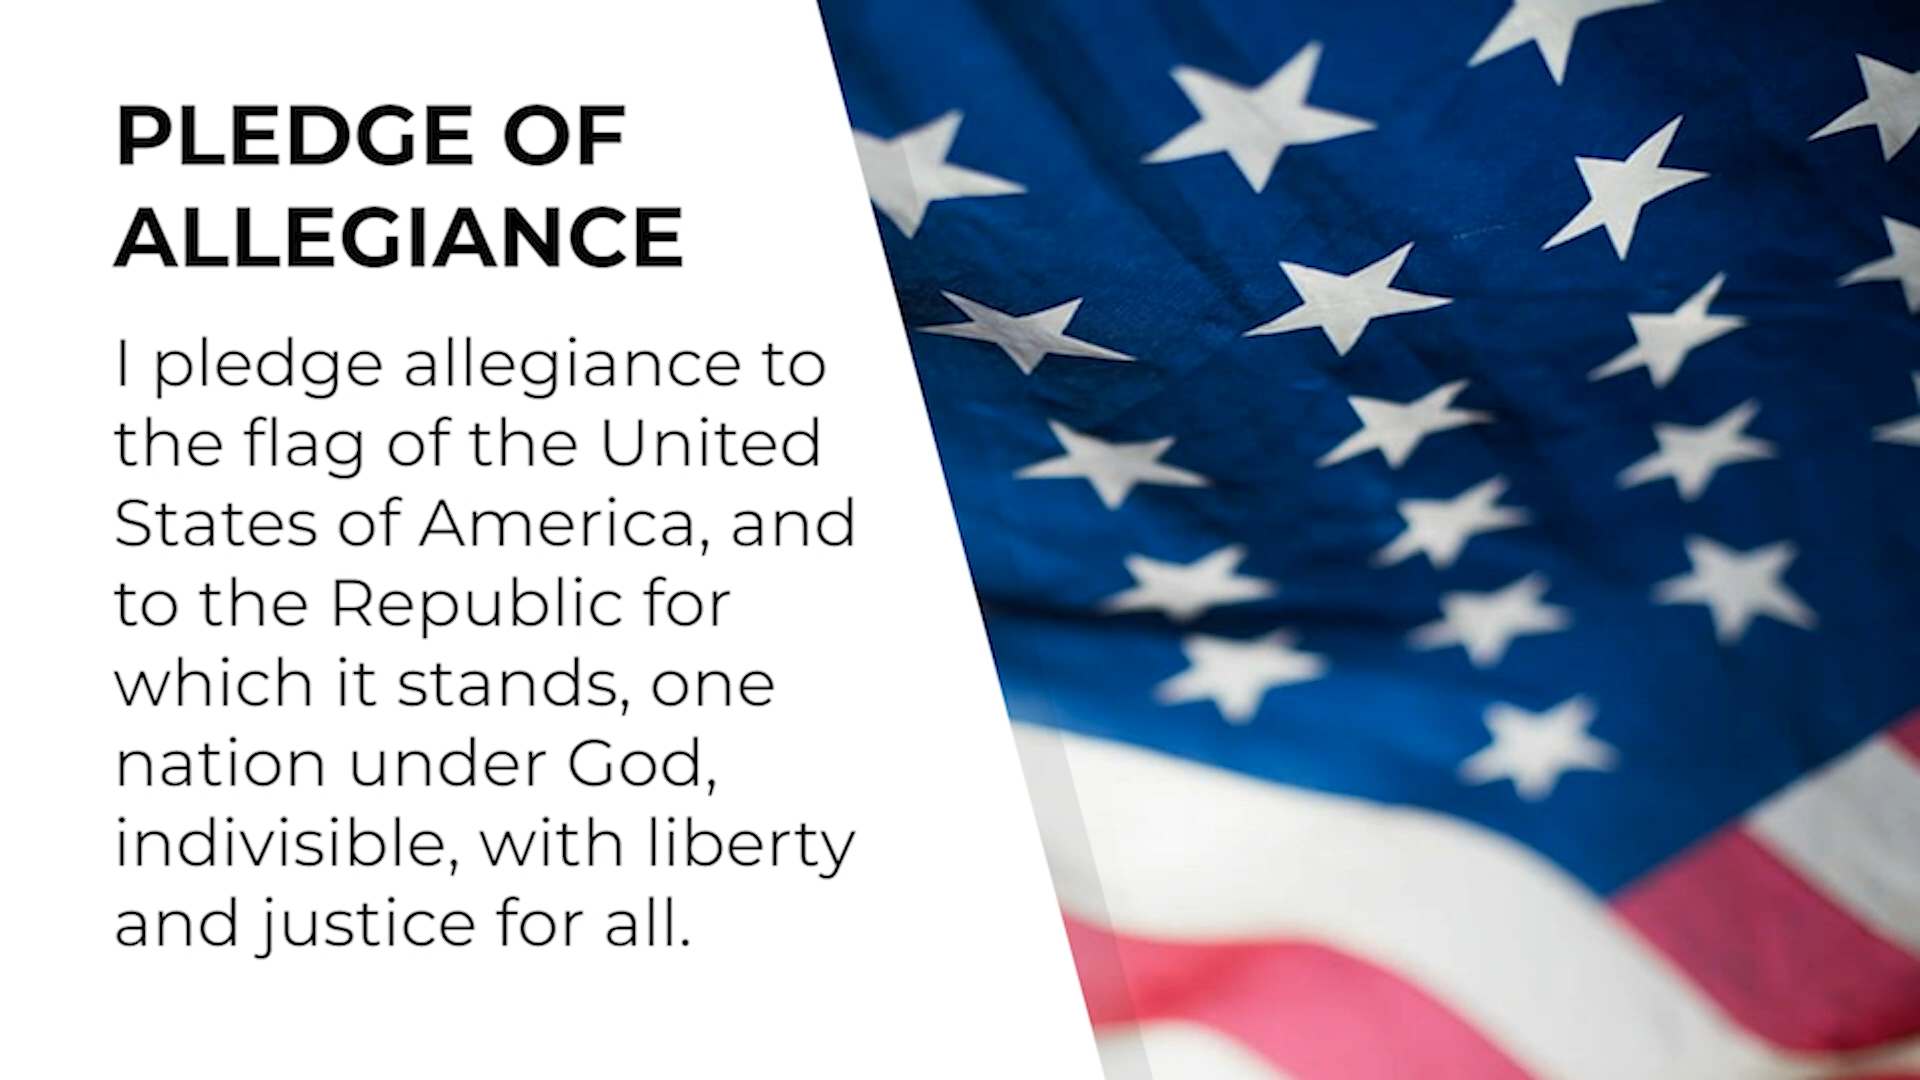 PLEDGE OF
ALLEGIANCE
I pledge allegiance to
the flag of the United
States of America, and
to the Republic for
which it stands, one
nation under God,
indivisible, with liberty
and justice for all.